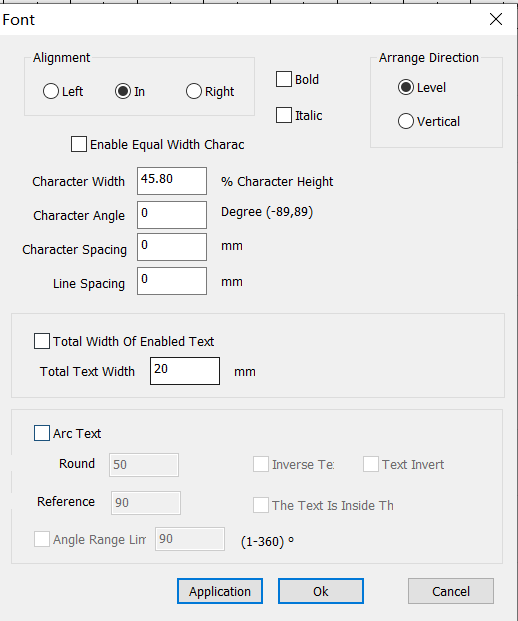 Font
Alignment
Left In Right
Bold
Italic
Arrange Direction
Level
Vertical
Enable Equal Width Charac
Character Width 45.80 % Character Height
Character Angle 0 Degree (-89,89)
Character Spacing 0 mm
Line Spacing 0 mm
Total Width Of Enabled Text
Total Text Width 20 mm
Arc Text
Round 50 Inverse Te Text Invert
Reference 90 The Text Is Inside Th
Angle Range Lim 90 (1-360) °
Application Ok Cancel